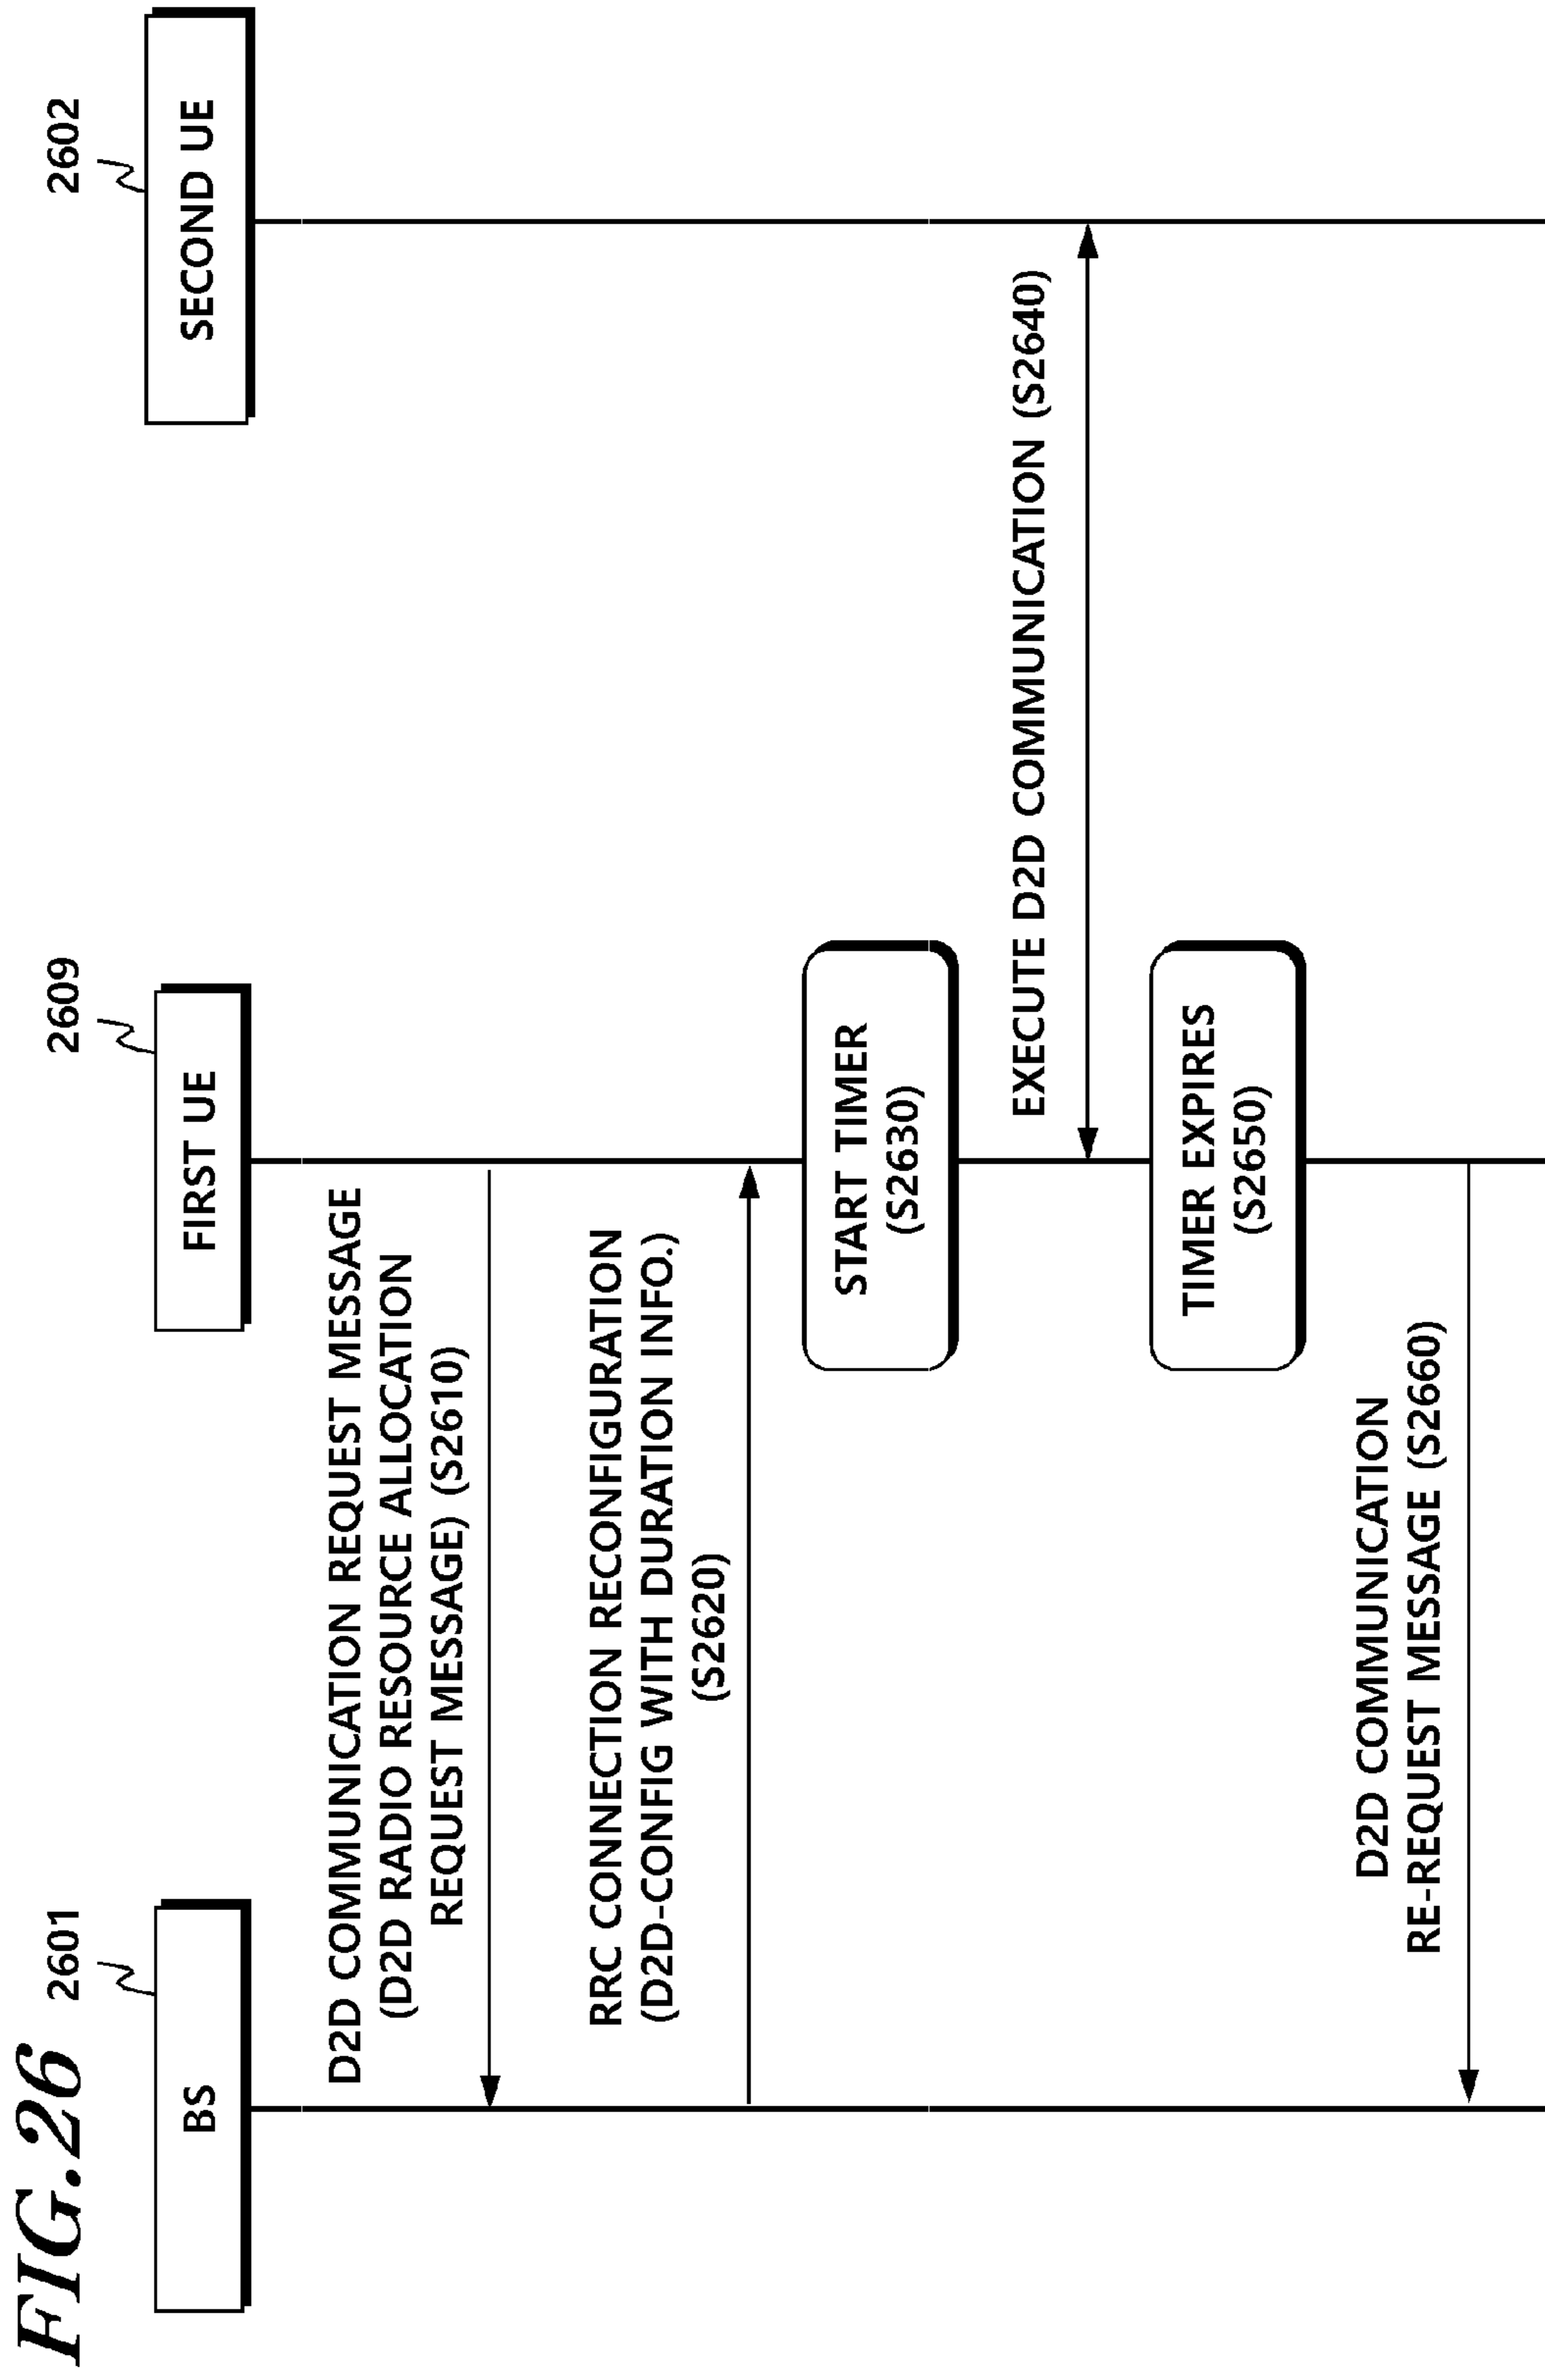 FIG.26
2601
2609
2602
BS
FIRST UE
SECOND UE
D2D COMMUNICATION REQUEST MESSAGE
(D2D RADIO RESOURCE ALLOCATION
REQUEST MESSAGE) (S2610)
RRC CONNECTION RECONFIGURATION
(D2D-CONFIG WITH DURATION INFO.)
(S2620)
START TIMER
(S2630)
EXECUTE D2D COMMUNICATION (S2640)
TIMER EXPIRES
(S2650)
D2D COMMUNICATION
RE-REQUEST MESSAGE (S2660)